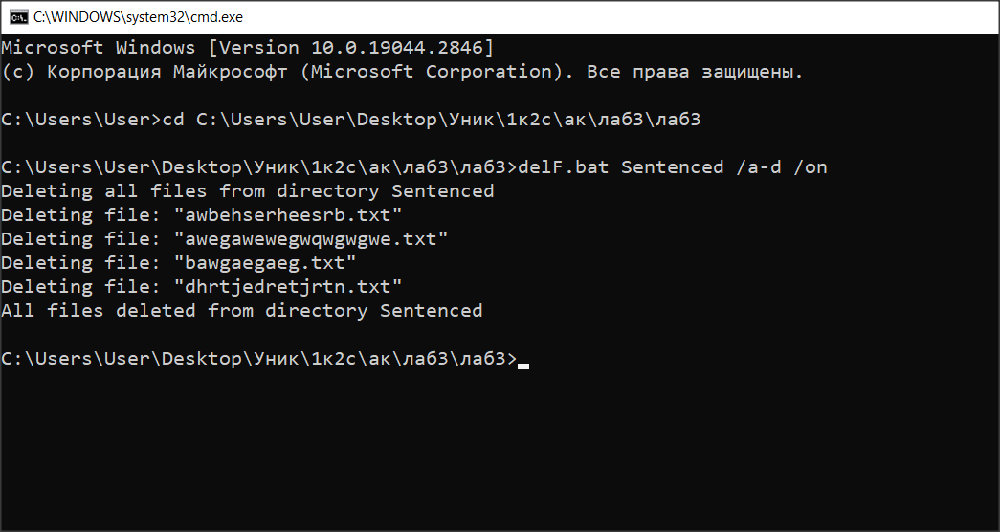 C:\WINDOWS\system32\cmd.exe
Microsoft Windows [Version 10.0.19044.2846]
(c) Корпорация Майкрософт (Microsoft Corporation). Все права защищены.
C:\Users\User>cd C:\Users\User\Desktop\Уник\1к2с\ак\лаб3\лаб3
C:\Users\User\Desktop\Уник\1к2с\ак\лаб3\лаб3>delF.bat Sentenced /a-d /on
Deleting all files from directory Sentenced
Deleting file: "awbehserheesrb.txt"
Deleting file: "awegawewegwqwgwgwe.txt"
Deleting file: "bawgaegaeg.txt"
Deleting file: "dhrtjedretjrtn.txt"
All files deleted from directory Sentenced
C:\Users\User\Desktop\Уник\1к2с\ак\лаб3\лаб3>